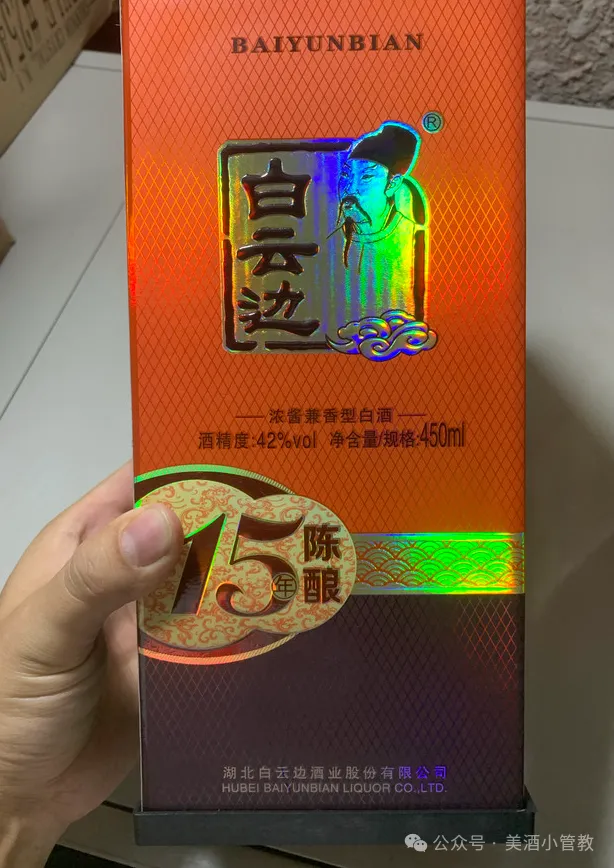 BAIYUNBIAN
®
白云边
浓酱兼香型白酒
酒精度:42%vol 净含量/规格:450ml
15年陈酿
湖北白云边酒业股份有限公司
HUBEI BAIYUNBIAN LIQUOR CO.,LTD.
公众号·美酒小管教